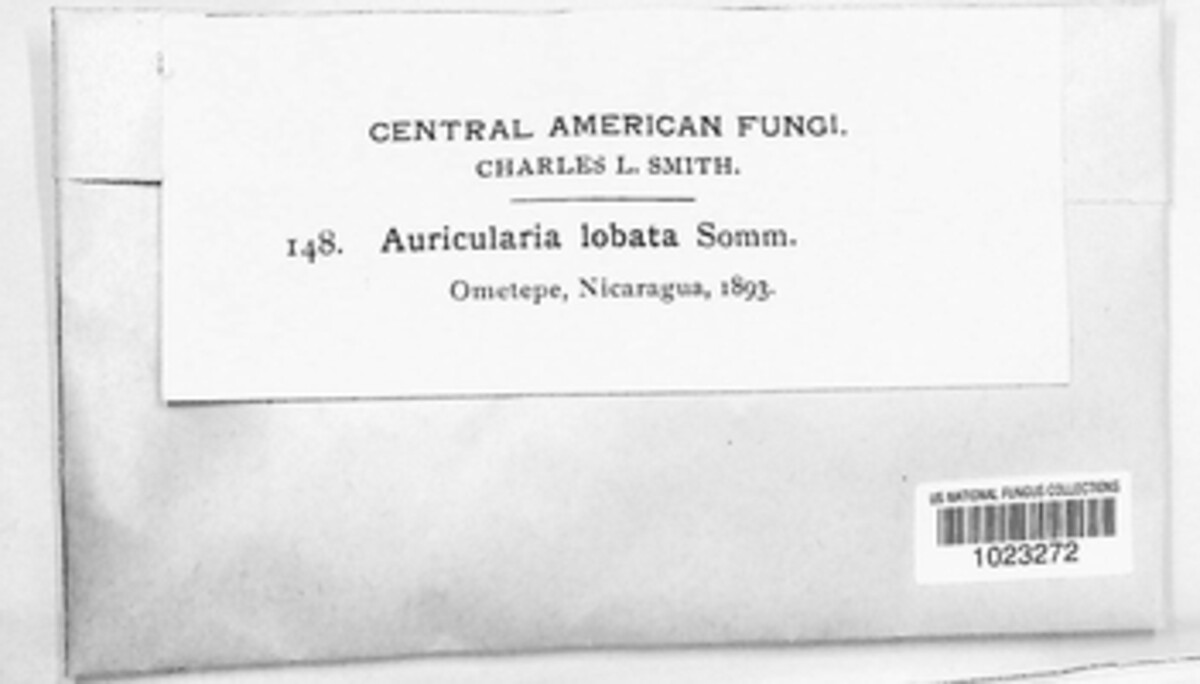 CENTRAL AMERICAN FUNGI.
CHARLES L. SMITH.
148. Auricularia lobata Somm.
Ometepe, Nicaragua, 1893.
US NATIONAL FUNGUS COLLECTIONS
1023272